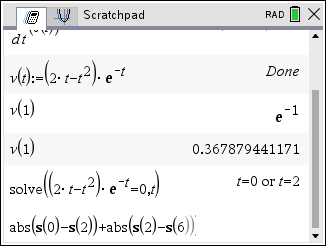 Scratchpad RAD
dt
v(t):=(2·t−t²)·e^−t Done
v(1) e^−1
v(1) 0.367879441171
solve((2·t−t²)·e^−t=0,t) t=0 or t=2
abs(s(0)−s(2))+abs(s(2)−s(6))